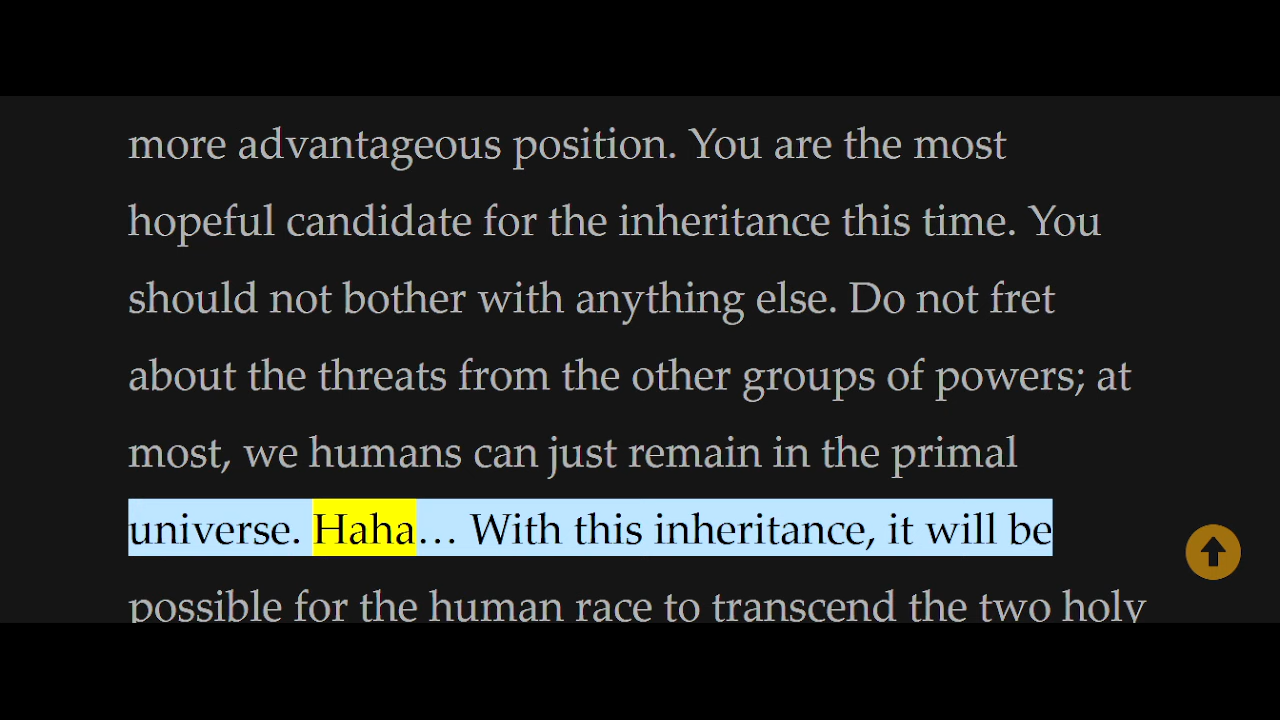 more advantageous position. You are the most
hopeful candidate for the inheritance this time. You
should not bother with anything else. Do not fret
about the threats from the other groups of powers; at
most, we humans can just remain in the primal
universe. Haha… With this inheritance, it will be
possible for the human race to transcend the two holy